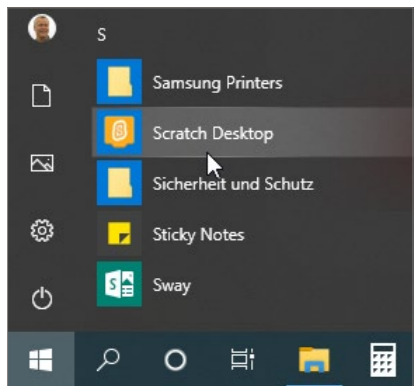 S
Samsung Printers
Scratch Desktop
Sicherheit und Schutz
Sticky Notes
S
Sway